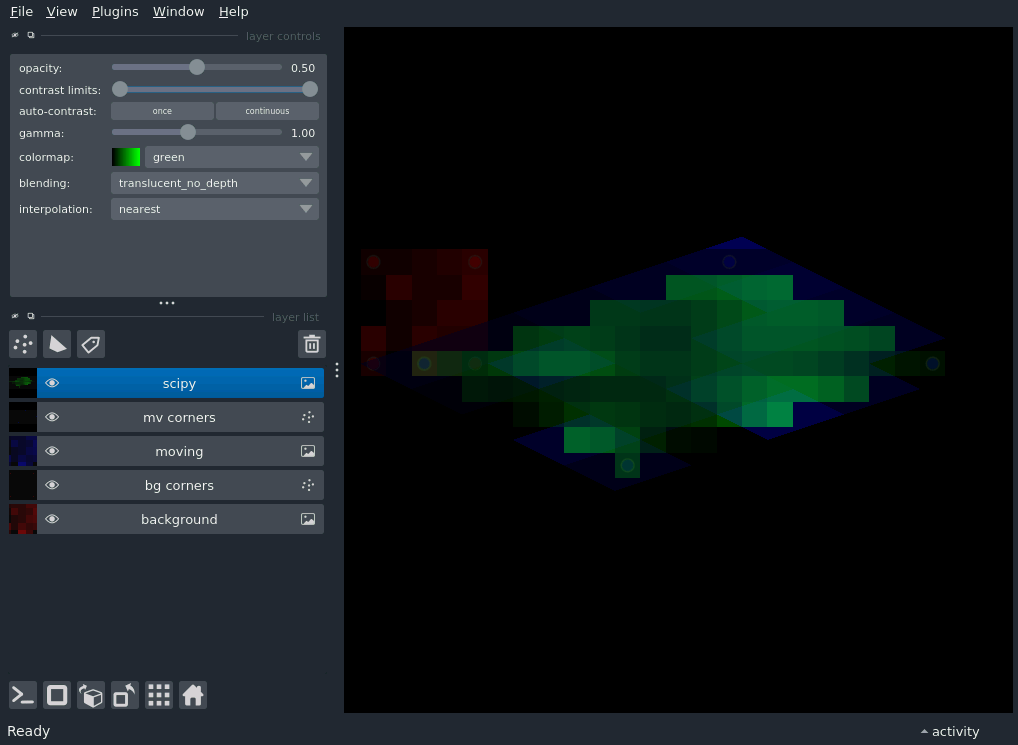 File View Plugins Window Help
layer controls
opacity: 0.50
contrast limits:
auto-contrast: once continuous
gamma: 1.00
colormap: green
blending: translucent_no_depth
interpolation: nearest
layer list
scipy
mv corners
moving
bg corners
background
Ready activity